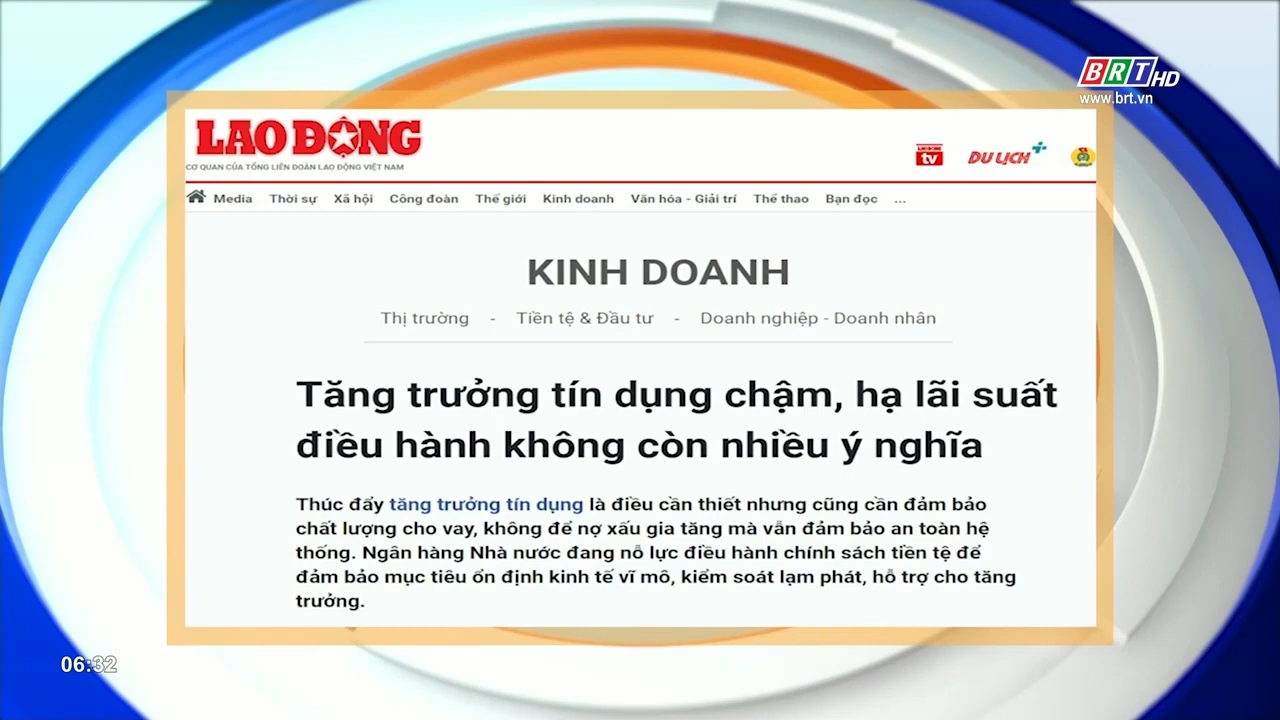 BRT HD
www.brt.vn
LAO ĐỘNG
CƠ QUAN CỦA TỔNG LIÊN ĐOÀN LAO ĐỘNG VIỆT NAM
LAO ĐỘNG
tv
DU LỊCH+
Media Thời sự Xã hội Công đoàn Thế giới Kinh doanh Văn hóa - Giải trí Thể thao Bạn đọc ...
KINH DOANH
Thị trường - Tiền tệ & Đầu tư - Doanh nghiệp - Doanh nhân
Tăng trưởng tín dụng chậm, hạ lãi suất
điều hành không còn nhiều ý nghĩa
Thúc đẩy tăng trưởng tín dụng là điều cần thiết nhưng cũng cần đảm bảo
chất lượng cho vay, không để nợ xấu gia tăng mà vẫn đảm bảo an toàn hệ
thống. Ngân hàng Nhà nước đang nỗ lực điều hành chính sách tiền tệ để
đảm bảo mục tiêu ổn định kinh tế vĩ mô, kiểm soát lạm phát, hỗ trợ cho tăng
trưởng.
06:32